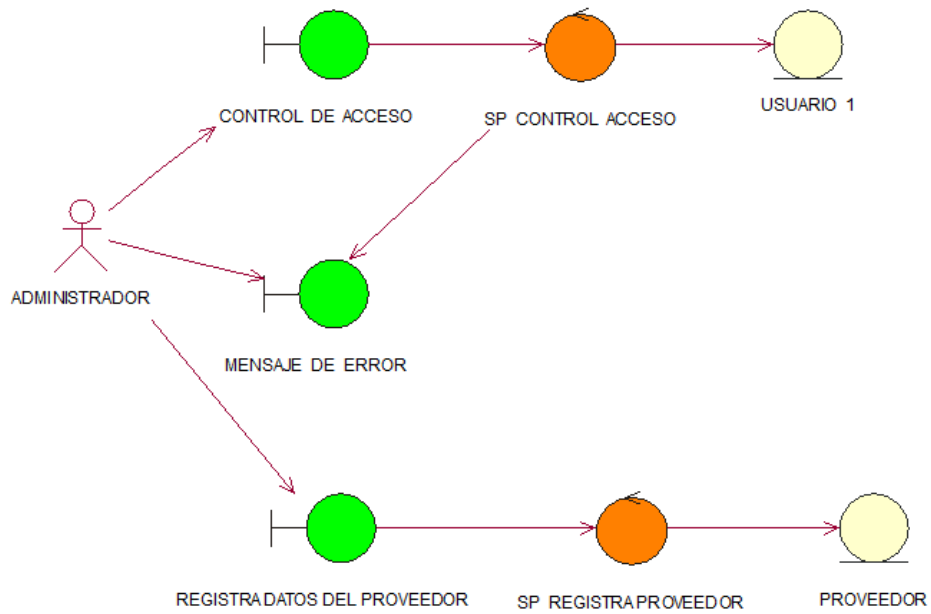 CONTROL DE ACCESO
SP CONTROL ACCESO
USUARIO 1
ADMINISTRADOR
MENSAJE DE ERROR
REGISTRA DATOS DEL PROVEEDOR
SP REGISTRA PROVEEDOR
PROVEEDOR